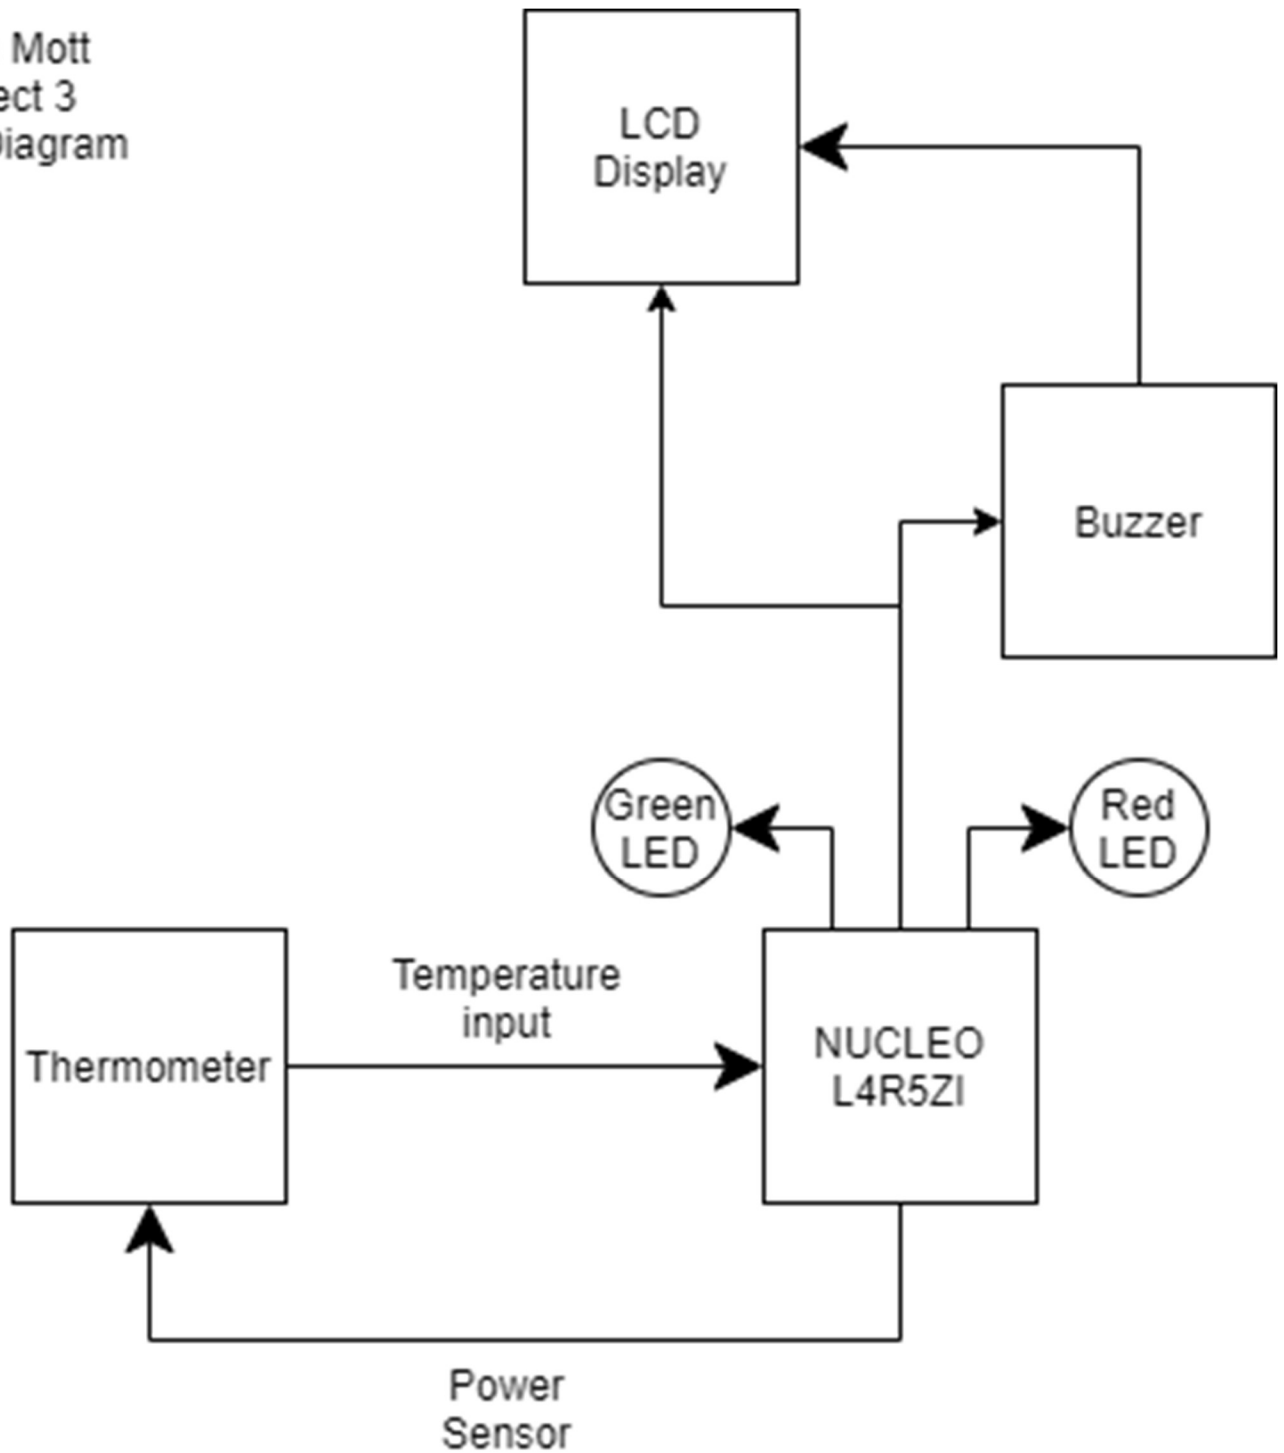 Mott
ect 3
Diagram
LCD
Display
Buzzer
Green
LED
Red
LED
Temperature
input
Thermometer
NUCLEO
L4R5ZI
Power
Sensor